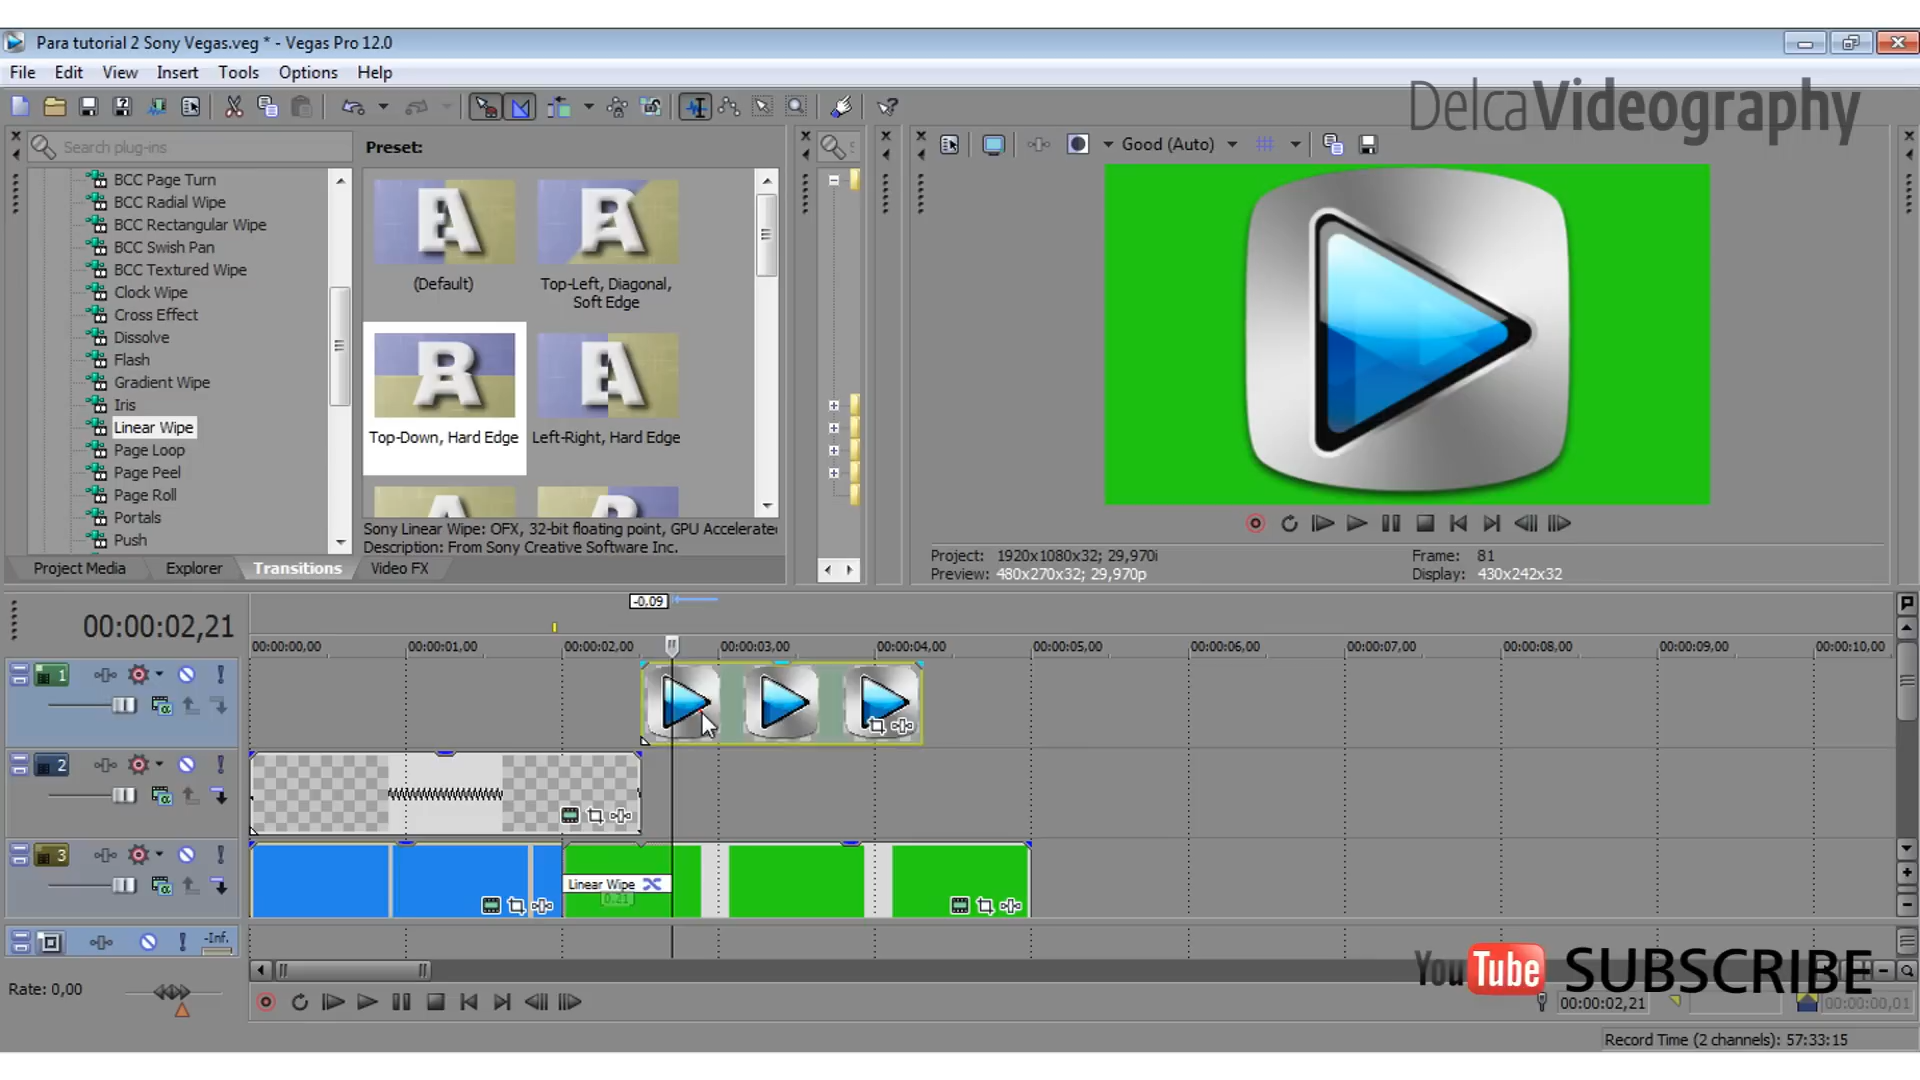 Para tutorial 2 Sony Vegas.veg * - Vegas Pro 12.0
File Edit View Insert Tools Options Help
DelcaVideography
Search plug-ins
Preset:
Good (Auto)
BCC Page Turn
BCC Radial Wipe
BCC Rectangular Wipe
BCC Swish Pan
BCC Textured Wipe
Clock Wipe
Cross Effect
Dissolve
Flash
Gradient Wipe
Iris
Linear Wipe
Page Loop
Page Peel
Page Roll
Portals
Push
(Default)
Top-Left, Diagonal,
Soft Edge
Top-Down, Hard Edge
Left-Right, Hard Edge
Sony Linear Wipe: OFX, 32-bit floating point, GPU Accelerated
Description: From Sony Creative Software Inc.
Project: 1920x1080x32; 29,970i
Preview: 480x270x32; 29,970p
Frame: 81
Display: 430x242x32
Project Media Explorer Transitions Video FX
-0,09
00:00:02,21
00:00:00,00 00:00:01,00 00:00:02,00 00:00:03,00 00:00:04,00 00:00:05,00 00:00:06,00 00:00:07,00 00:00:08,00 00:00:09,00 00:00:10,00
1
2
3
Linear Wipe
0.21
-Inf.
Rate: 0,00
YouTube SUBSCRIBE
00:00:02,21
00:00:00,01
Record Time (2 channels): 57:33:15